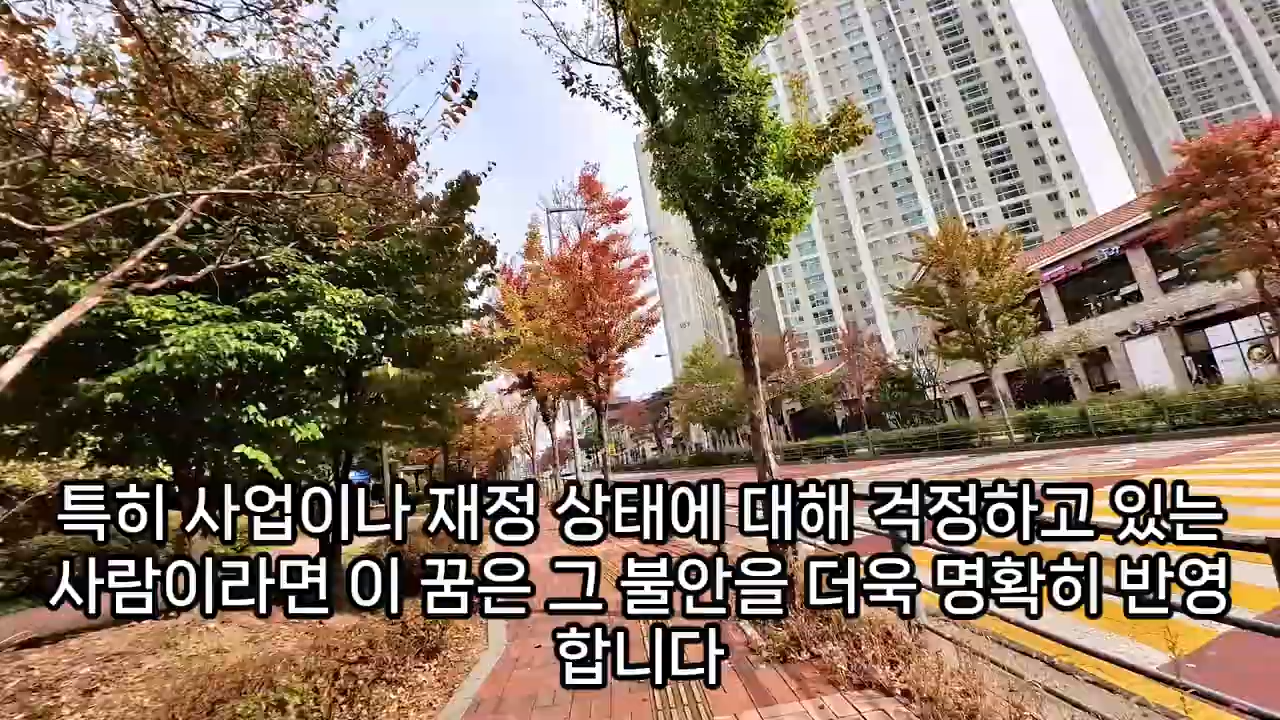 특히 사업이나 재정 상태에 대해 걱정하고 있는
사람이라면 이 꿈은 그 불안을 더욱 명확히 반영
합니다